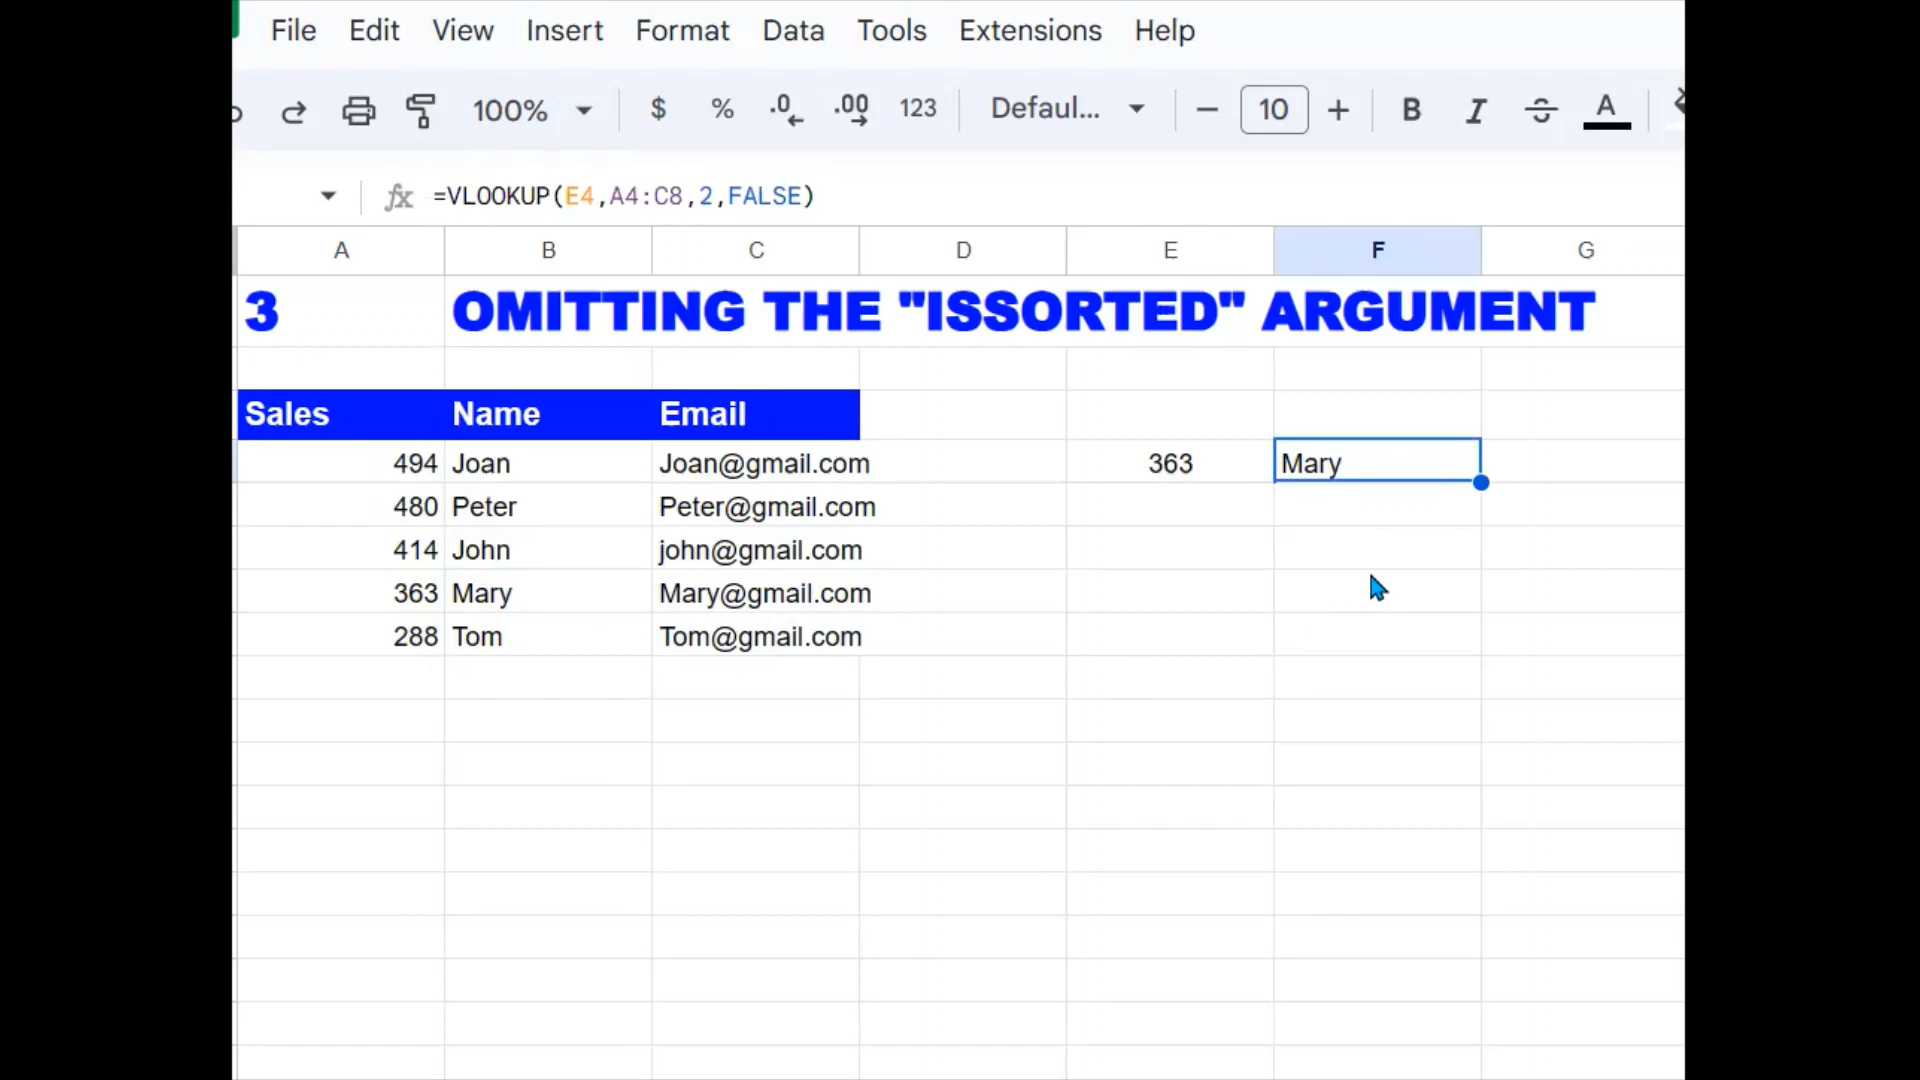 File Edit View Insert Format Data Tools Extensions Help
100% $ % .0 .00 123 Defaul... − 10 + B I S A
fx =VLOOKUP(E4,A4:C8,2,FALSE)
A B C D E F G
3 OMITTING THE "ISSORTED" ARGUMENT
Sales Name Email
494 Joan Joan@gmail.com 363 Mary
480 Peter Peter@gmail.com
414 John john@gmail.com
363 Mary Mary@gmail.com
288 Tom Tom@gmail.com